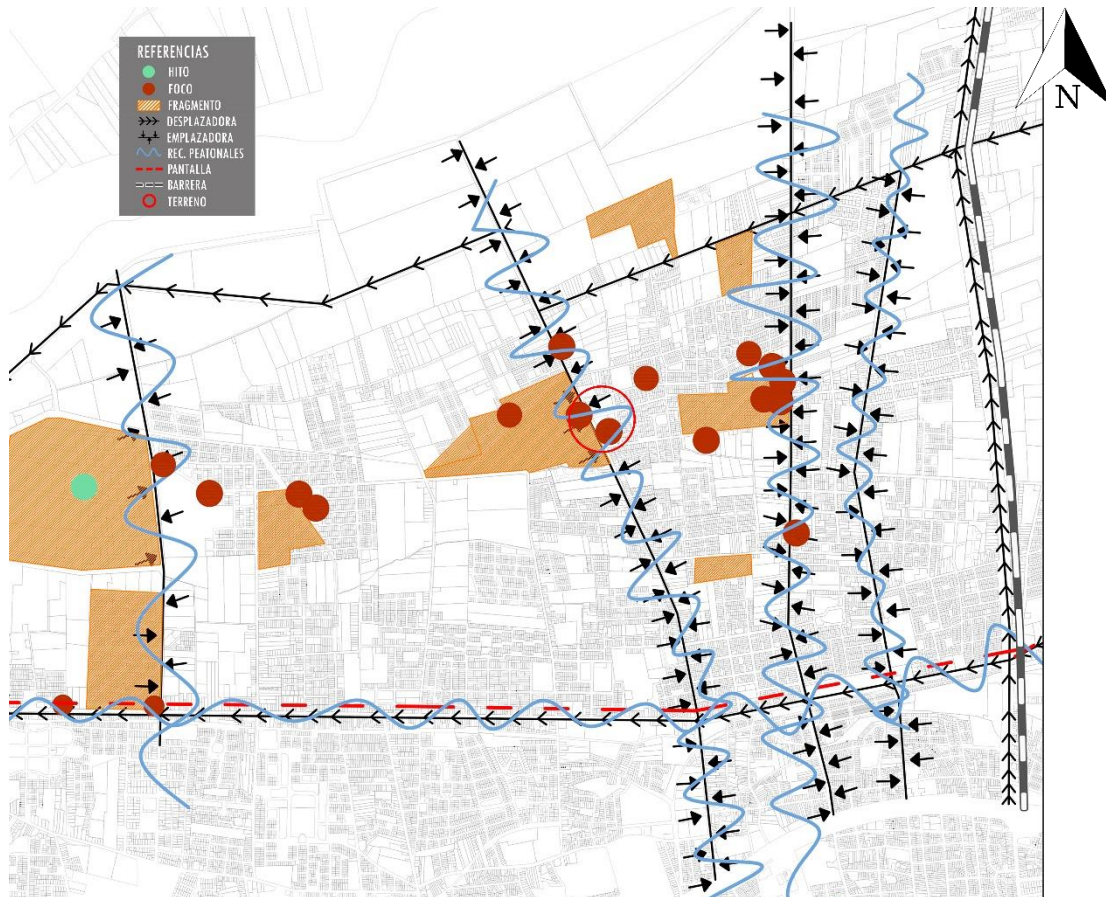 REFERENCIAS
HITO
FOCO
FRAGMENTO
DESPLAZADORA
EMPLAZADORA
REC. PEATONALES
PANTALLA
BARRERA
TERRENO
N